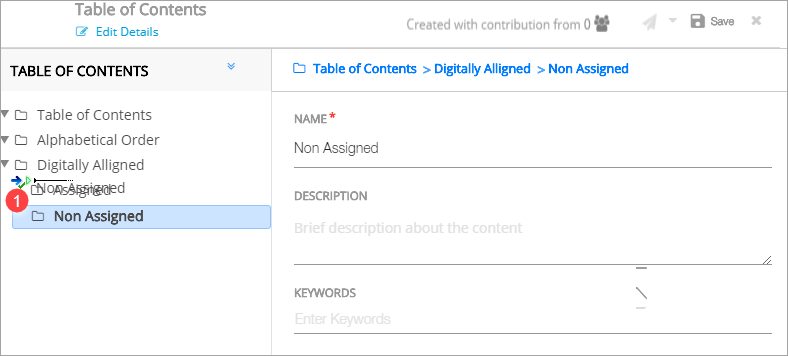 Table of Contents
Edit Details
Created with contribution from 0
Save
TABLE OF CONTENTS
Table of Contents > Digitally Alligned > Non Assigned
Table of Contents
Alphabetical Order
Digitally Alligned
Non Assigned
Assigned
1
Non Assigned
NAME *
Non Assigned
DESCRIPTION
Brief description about the content
KEYWORDS
Enter Keywords